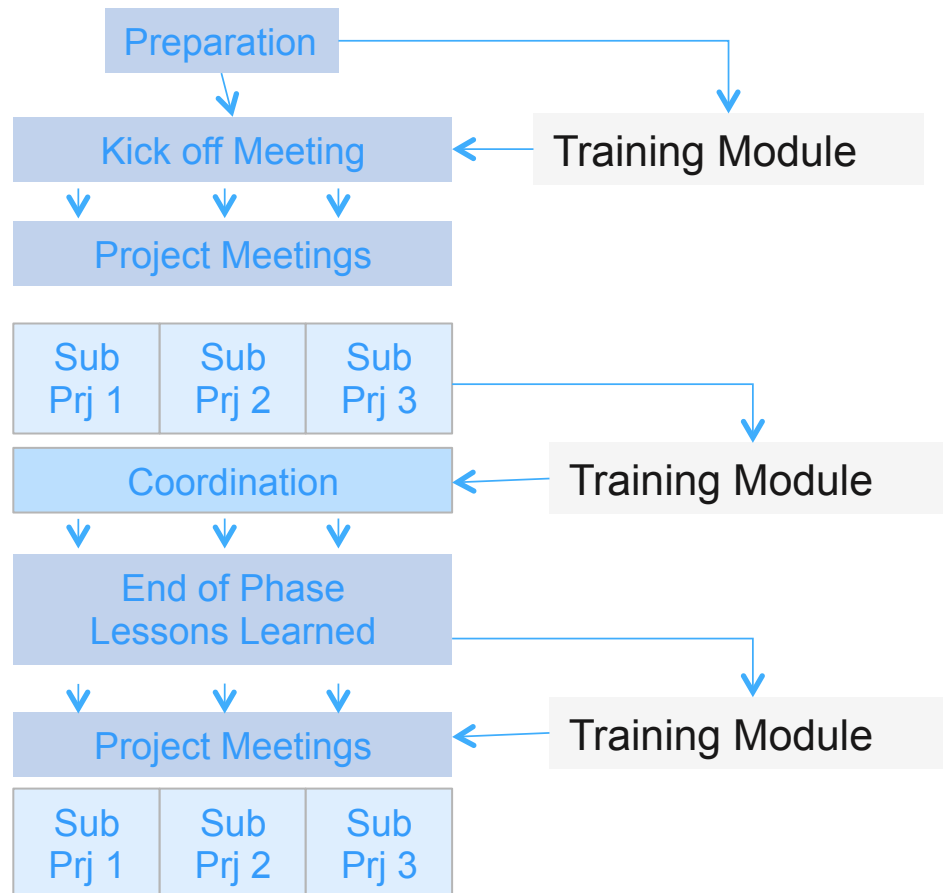 Preparation
Kick off Meeting
Training Module
Project Meetings
Sub
Prj 1
Sub
Prj 2
Sub
Prj 3
Coordination
Training Module
End of Phase
Lessons Learned
Project Meetings
Training Module
Sub
Prj 1
Sub
Prj 2
Sub
Prj 3